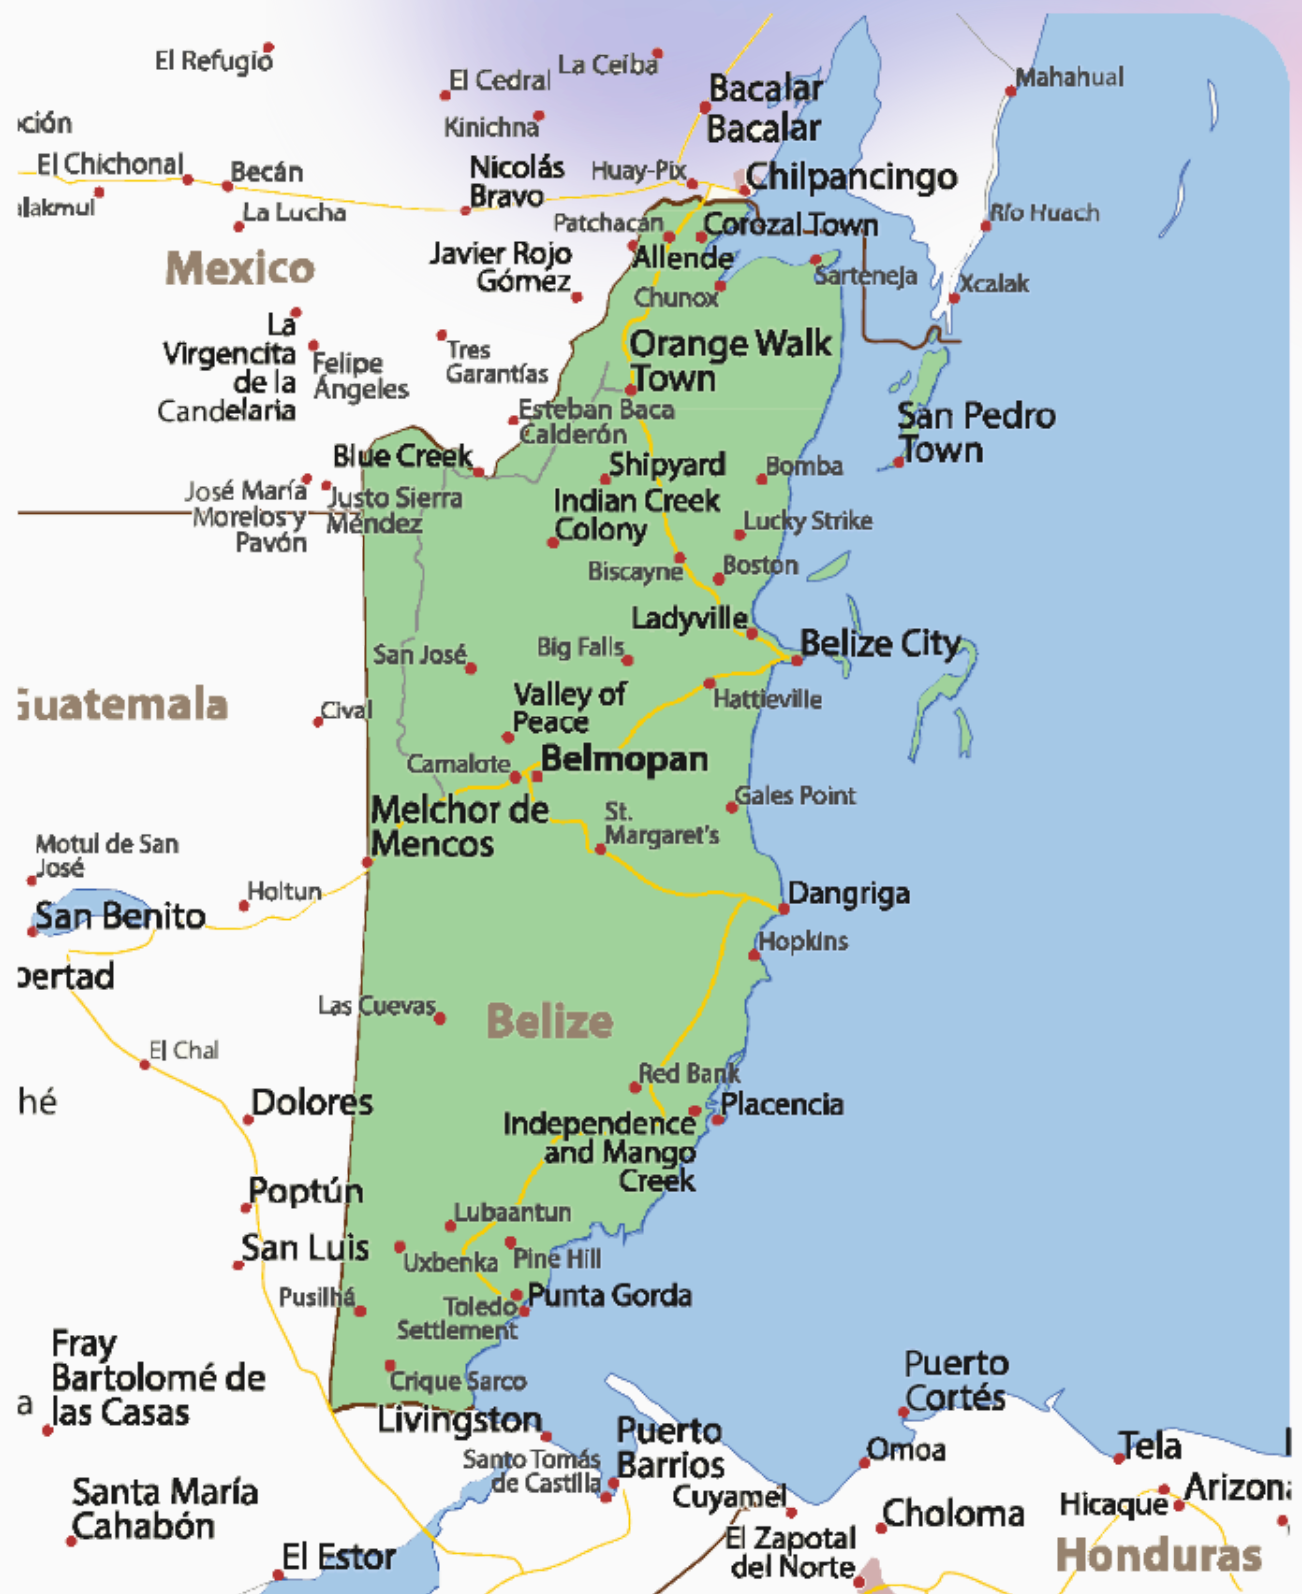 El Refugio
La Ceiba
El Cedral
Mahahual
Bacalar
Kinichna
Bacalar
El Chichonal
Becán
Nicolás
Bravo
Huay-Pix
Chilpancingo
La Lucha
Patchacán
Corozal Town
Río Huach
Mexico
Javier Rojo
Gómez
Allende
Sarteneja
Xcalak
Chunox
La
Virgencita
de la
Candelaria
Felipe
Ángeles
Tres
Garantías
Orange Walk
Town
Esteban Baca
Calderón
San Pedro
Town
Blue Creek
Shipyard
Bomba
José María
Morelos y
Pavón
Justo Sierra
Méndez
Indian Creek
Colony
Lucky Strike
Biscayne
Boston
Ladyville
Belize City
San José
Big Falls
Guatemala
Cival
Valley of
Peace
Hattieville
Camalote
Belmopan
Melchor de
Mencos
St.
Margaret's
Gales Point
Motul de San
José
Holtun
San Benito
Dangriga
Hopkins
Las Cuevas
Belize
El Chal
Red Bank
Dolores
Placencia
Independence
and Mango
Creek
Poptún
Lubaantun
San Luis
Uxbenka
Pine Hill
Pusilhá
Toledo
Settlement
Punta Gorda
Fray
Bartolomé de
las Casas
Crique Sarco
Puerto
Cortés
Livingston
Santo Tomás
de Castilla
Puerto
Barrios
Omoa
Tela
Santa María
Cahabón
Cuyamel
Choloma
Hicaque
Arizona
El Zapotal
del Norte
Honduras
El Estor